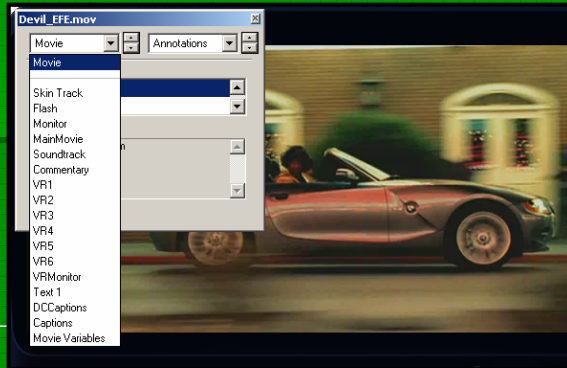 Devil_EFE.mov
Movie
Annotations
Movie
Skin Track
Flash
Monitor
MainMovie
Soundtrack
Commentary
VR1
VR2
VR3
VR4
VR5
VR6
VRMonitor
Text 1
DCCaptions
Captions
Movie Variables